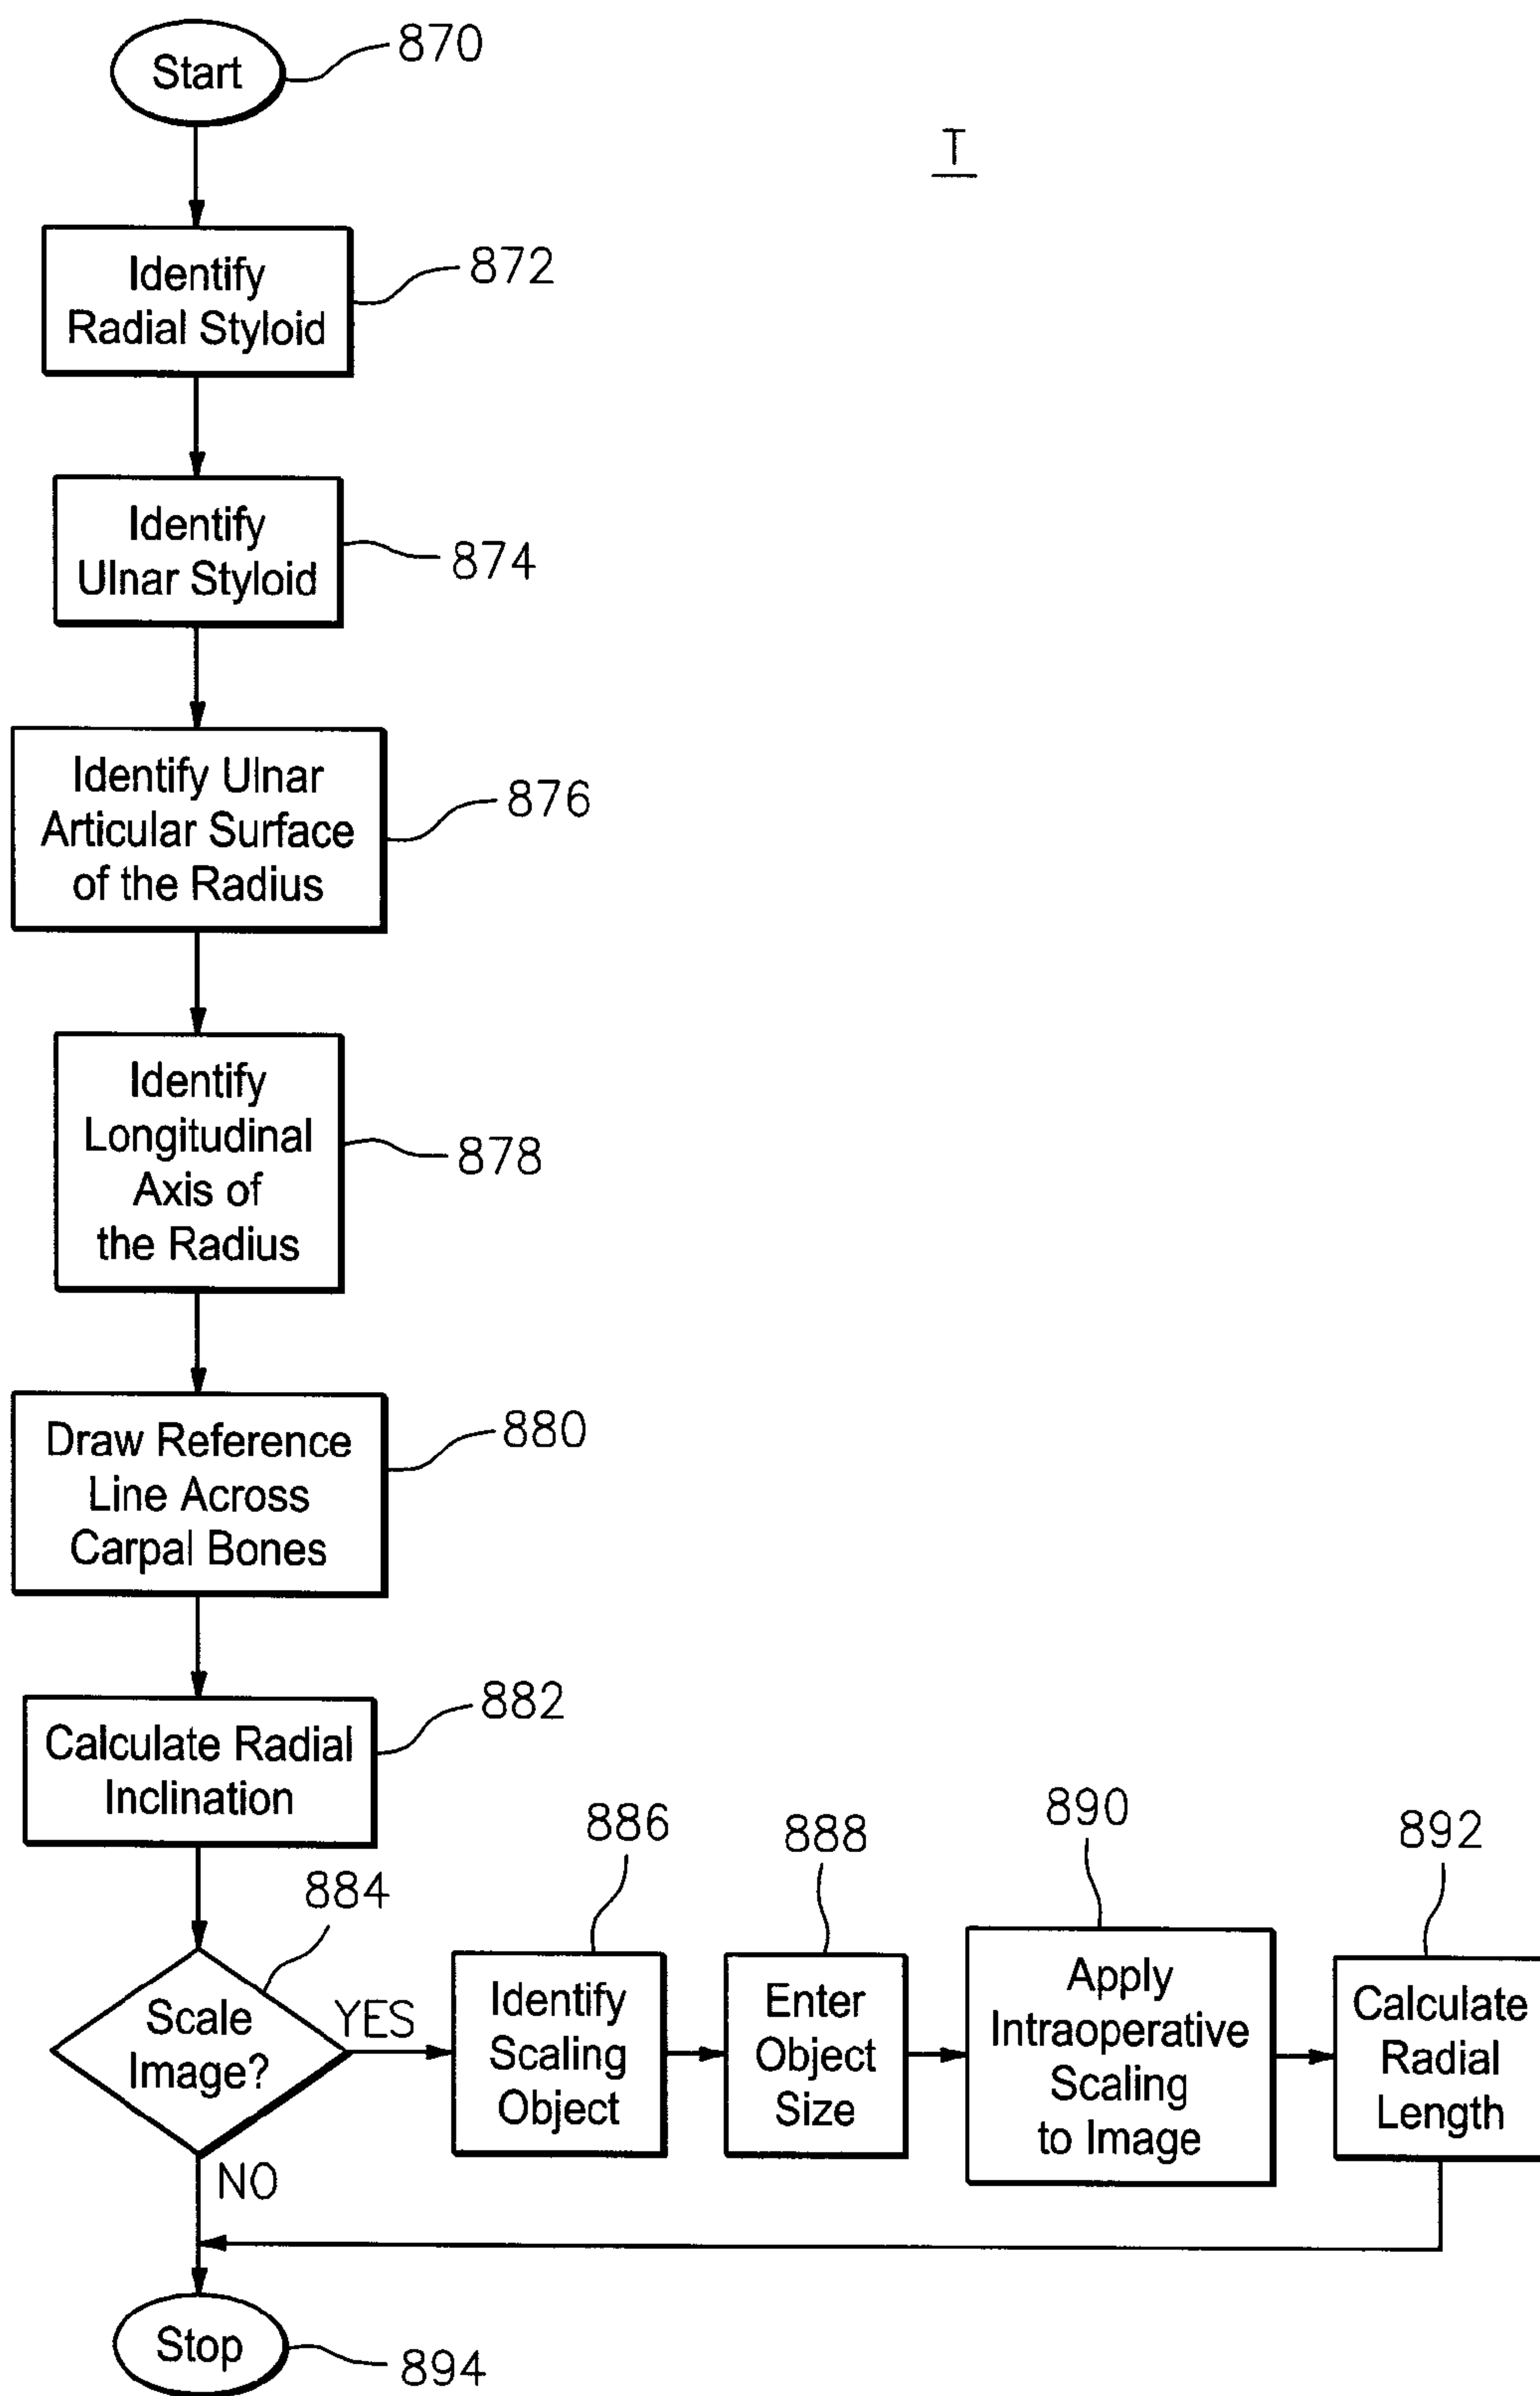 Start
870
T
Identify
Radial Styloid
872
Identify
Ulnar Styloid
874
Identify Ulnar
Articular Surface
of the Radius
876
Identify
Longitudinal
Axis of
the Radius
878
Draw Reference
Line Across
Carpal Bones
880
Calculate Radial
Inclination
882
Scale
Image?
884
YES
NO
Identify
Scaling
Object
886
Enter
Object
Size
888
Apply
Intraoperative
Scaling
to Image
890
Calculate
Radial
Length
892
Stop
894